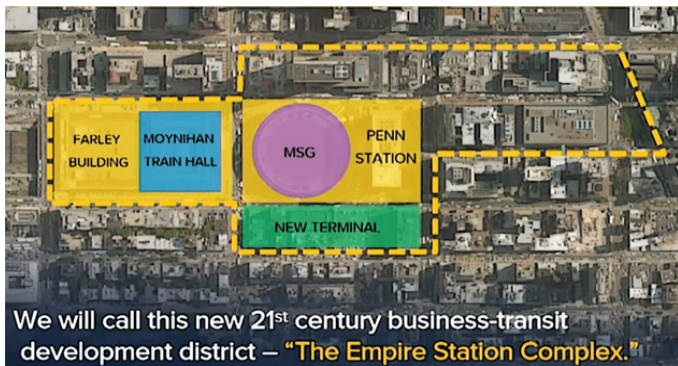 FARLEY
BUILDING
MOYNIHAN
TRAIN HALL
MSG
PENN
STATION
NEW TERMINAL
We will call this new 21st century business-transit
development district – “The Empire Station Complex.”